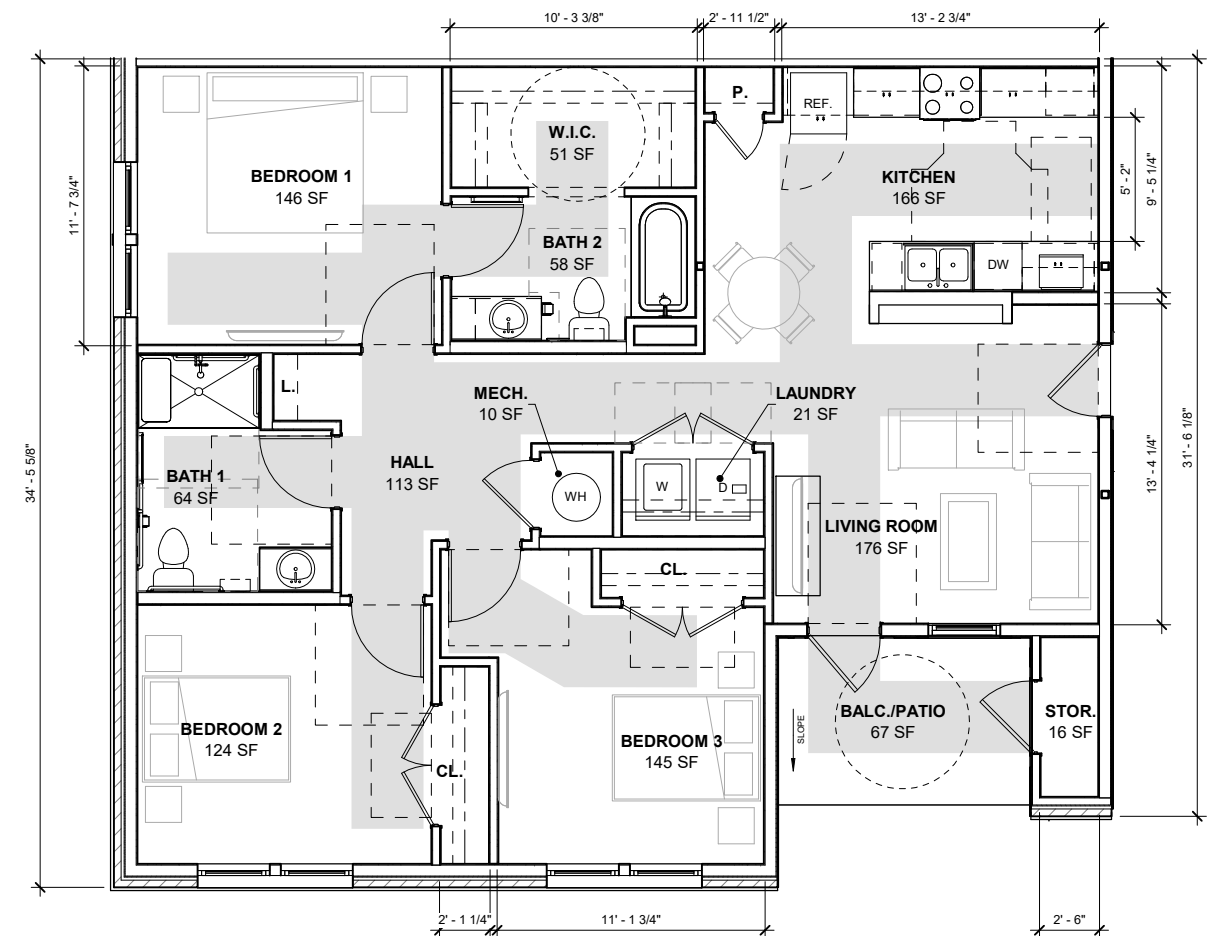 10' - 3 3/8"
2' - 11 1/2"
13' - 2 3/4"
P.
REF.
W.I.C.
51 SF
BEDROOM 1
146 SF
KITCHEN
166 SF
11' - 7 3/4"
5' - 2"
9' - 5 1/4"
BATH 2
58 SF
DW
L.
MECH.
10 SF
LAUNDRY
21 SF
HALL
113 SF
BATH 1
64 SF
WH
W
D
34' - 5 5/8"
13' - 4 1/4"
31' - 6 1/8"
LIVING ROOM
176 SF
CL.
BEDROOM 2
124 SF
CL.
BEDROOM 3
145 SF
SLOPE
BALC./PATIO
67 SF
STOR.
16 SF
2' - 1 1/4"
11' - 1 3/4"
2' - 6"